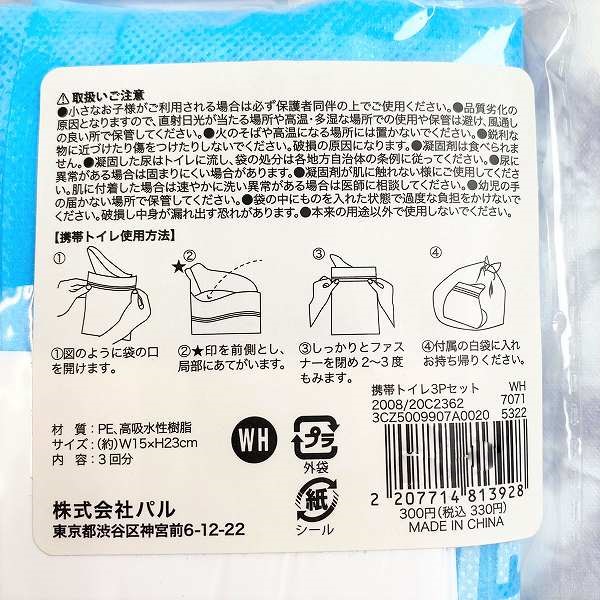 ⚠取扱いご注意
●小さなお子様がご利用される場合は必ず保護者同伴の上でご使用ください。●品質劣化の
原因となりますので、直射日光が当たる場所や高温・多湿な場所での使用や保管は避け、風通し
の良い所で保管してください。●火のそばや高温になる場所には置かないでください。●鋭利な
物に近づけたり傷をつけたりしないでください。破損の原因になります。●凝固剤は食べられま
せん。●凝固した尿はトイレに流し、袋の処分は各地方自治体の条例に従ってください。●尿に
異常がある場合は固まりにくい場合があります。●凝固剤が肌に触れない様にご使用してくださ
い。肌に付着した場合は速やかに洗い異常がある場合は医師に相談してください。●幼児の手
の届かない場所で保管してください。●袋の中にものを入れた状態で過度な負担をかけないでく
ださい。破損し中身が漏れ出す恐れがあります。●本来の用途以外で使用しないでください。
【携帯トイレ使用方法】
① ②★ ③ ④
①図のように袋の口
を開けます。
②★印を前側とし、
局部にあてがいます。
③しっかりとファス
ナーを閉め2〜3度
もみます。
④付属の白袋に入れ
お持ち帰りください。
材 質：PE、高吸水性樹脂
サイズ：(約)W15×H23cm
内 容：3回分
WH
プラ
外袋
紙
シール
株式会社パル
東京都渋谷区神宮前6-12-22
携帯トイレ3Pセット WH
2008/20C2362 7071
3CZ5009907A0020 5322
2 207714 813928
300円(税込 330円)
MADE IN CHINA